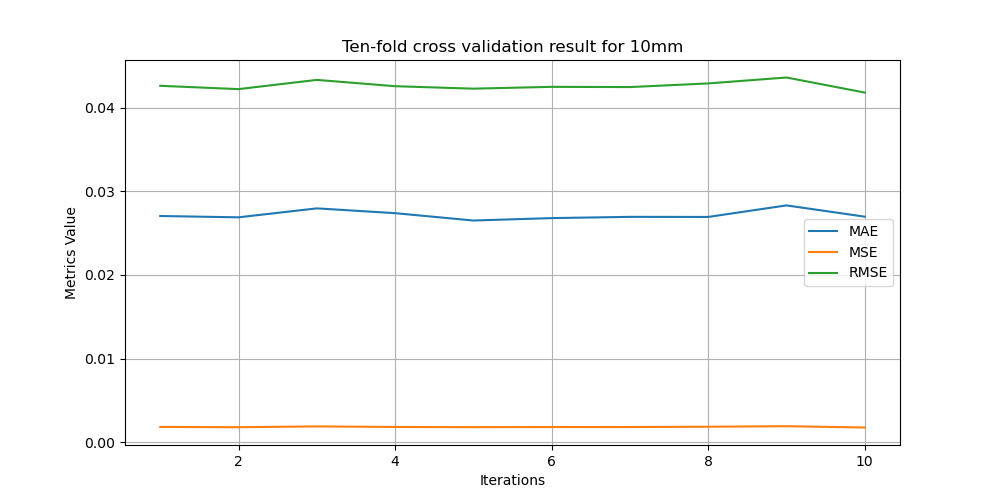 Ten-fold cross validation result for 10mm
Metrics Value
0.04
0.03
0.02
0.01
0.00
MAE
MSE
RMSE
2 4 6 8 10
Iterations